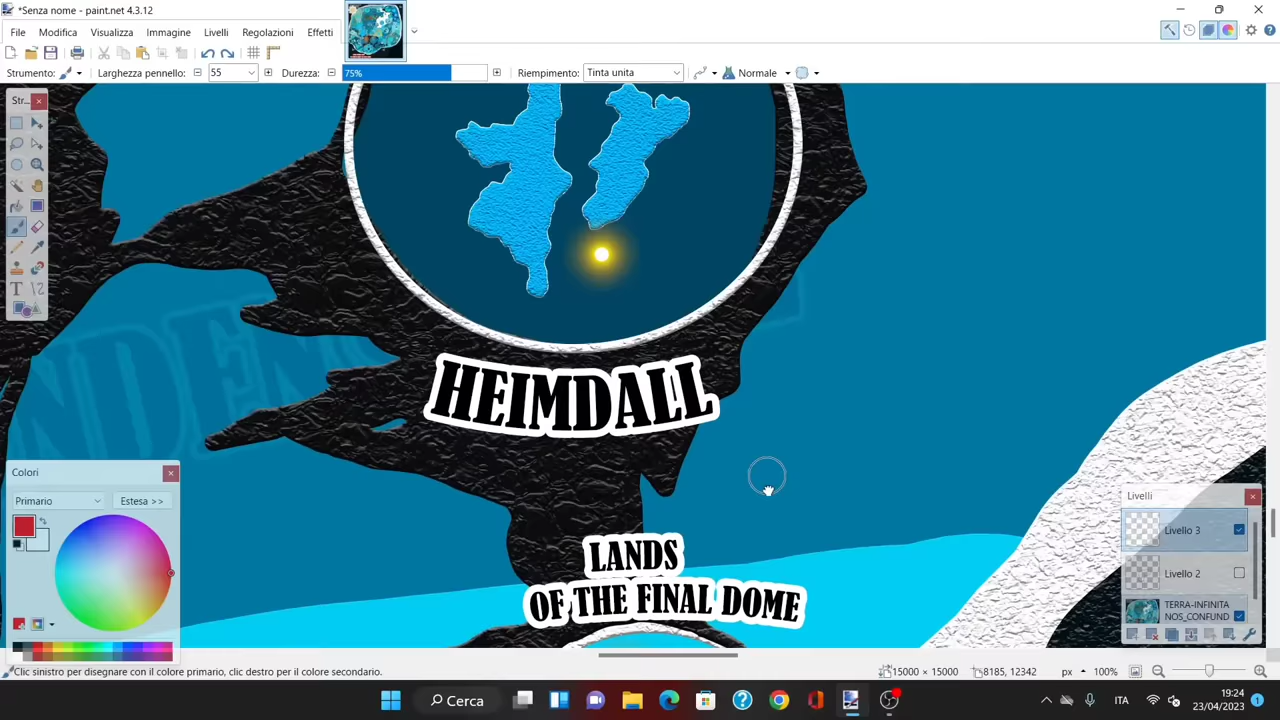 *Senza nome - paint.net 4.3.12
File Modifica Visualizza Immagine Livelli Regolazioni Effetti
Strumento: Larghezza pennello: 55 Durezza: 75% Riempimento: Tinta unita Normale
Str...
HEIMDALL
LANDS
OF THE FINAL DOME
Colori
Primario Estesa >>
Livelli
Livello 3
Livello 2
TERRA-INFINITA
NOS_CONFUND
Clic sinistro per disegnare con il colore primario, clic destro per il colore secondario.
15000 × 15000 8185, 12342 px 100%
Cerca
ITA
19:24
23/04/2023